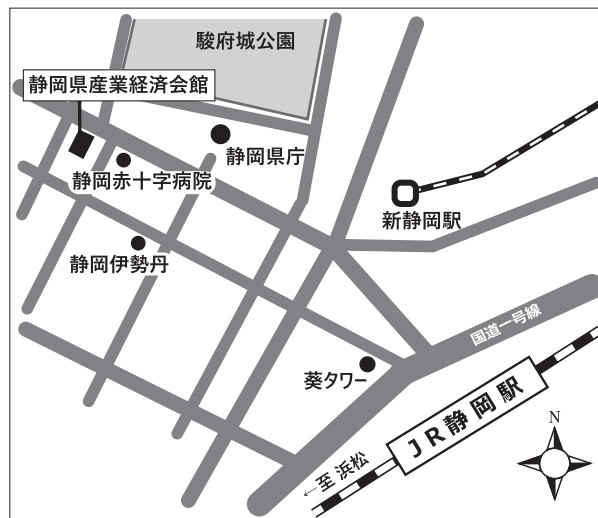 駿府城公園
静岡県産業経済会館
静岡県庁
静岡赤十字病院
新静岡駅
静岡伊勢丹
国道一号線
葵タワー
JR静岡駅
←至 浜松
N